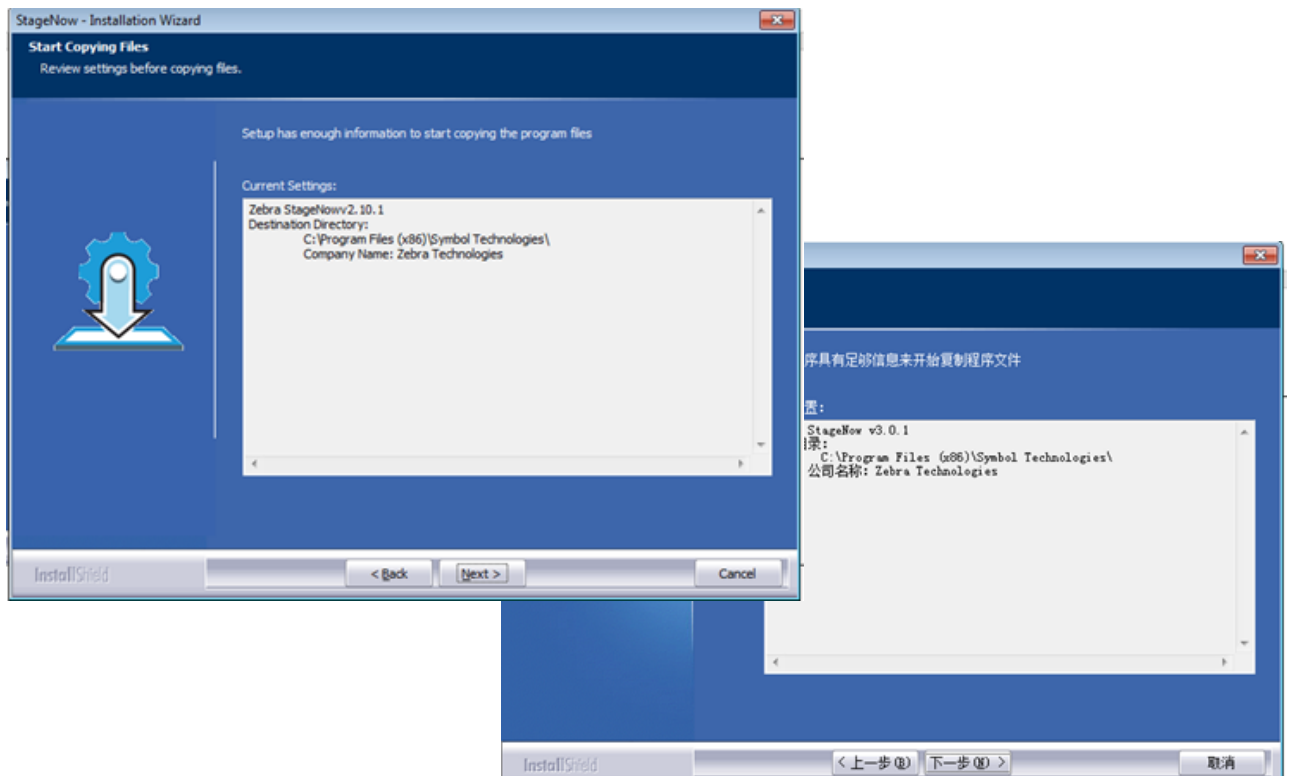 StageNow - Installation Wizard
Start Copying Files
Review settings before copying files.
Setup has enough information to start copying the program files
Current Settings:
Zebra StageNowv2.10.1
Destination Directory:
C:\Program Files (x86)\Symbol Technologies\
Company Name: Zebra Technologies
InstallShield
< Back
Next >
Cancel
序具有足够信息来开始复制程序文件
置:
StageNow v3.0.1
录:
C:\Program Files (x86)\Symbol Technologies\
公司名称: Zebra Technologies
InstallShield
< 上一步(B)
下一步(N) >
取消